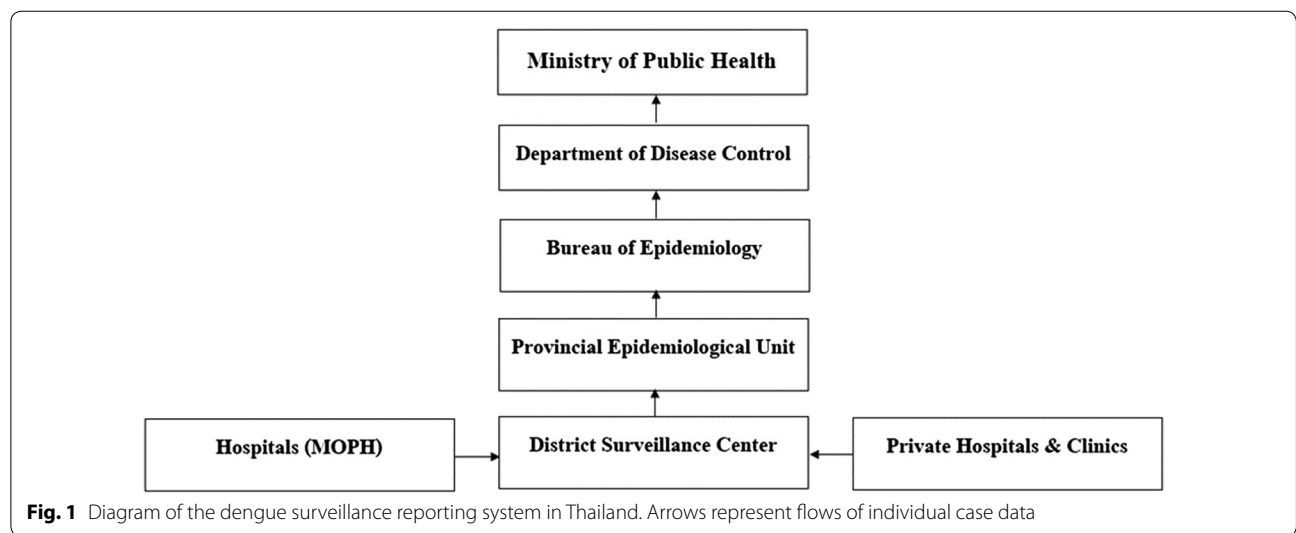 Ministry of Public Health
Department of Disease Control
Bureau of Epidemiology
Provincial Epidemiological Unit
Hospitals (MOPH)
District Surveillance Center
Private Hospitals & Clinics
Fig. 1 Diagram of the dengue surveillance reporting system in Thailand. Arrows represent flows of individual case data